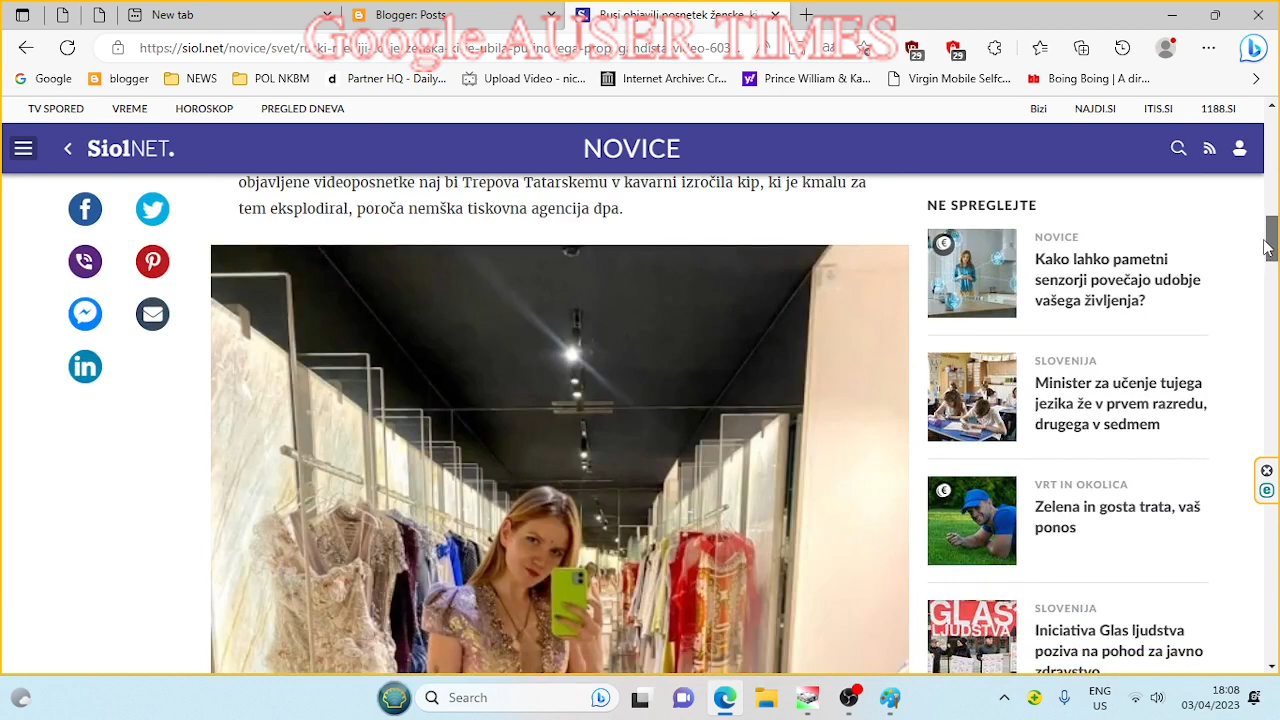 New tab
Blogger: Posts
Rusi objavili posnetek ženske, ki
Google AUSER TIMES
29
29
Google
blogger
NEWS
POL NKBM
Partner HQ - Daily...
Upload Video - nic...
Internet Archive: Cr...
Prince William & Ka...
Virgin Mobile Selfc...
Boing Boing | A dir...
TV SPORED
VREME
HOROSKOP
PREGLED DNEVA
Bizi
NAJDI.SI
ITIS.SI
1188.SI
SiolNET.
NOVICE
objavljene videoposnetke naj bi Trepova Tatarskemu v kavarni izročila kip, ki je kmalu za
tem eksplodiral, poroča nemška tiskovna agencija dpa.
NE SPREGLEJTE
NOVICE
Kako lahko pametni
senzorji povečajo udobje
vašega življenja?
SLOVENIJA
Minister za učenje tujega
jezika že v prvem razredu,
drugega v sedmem
VRT IN OKOLICA
Zelena in gosta trata, vaš
ponos
SLOVENIJA
Iniciativa Glas ljudstva
poziva na pohod za javno
zdravstvo
GLAS
LJUDSTVA
Search
ENG
US
18:08
03/04/2023